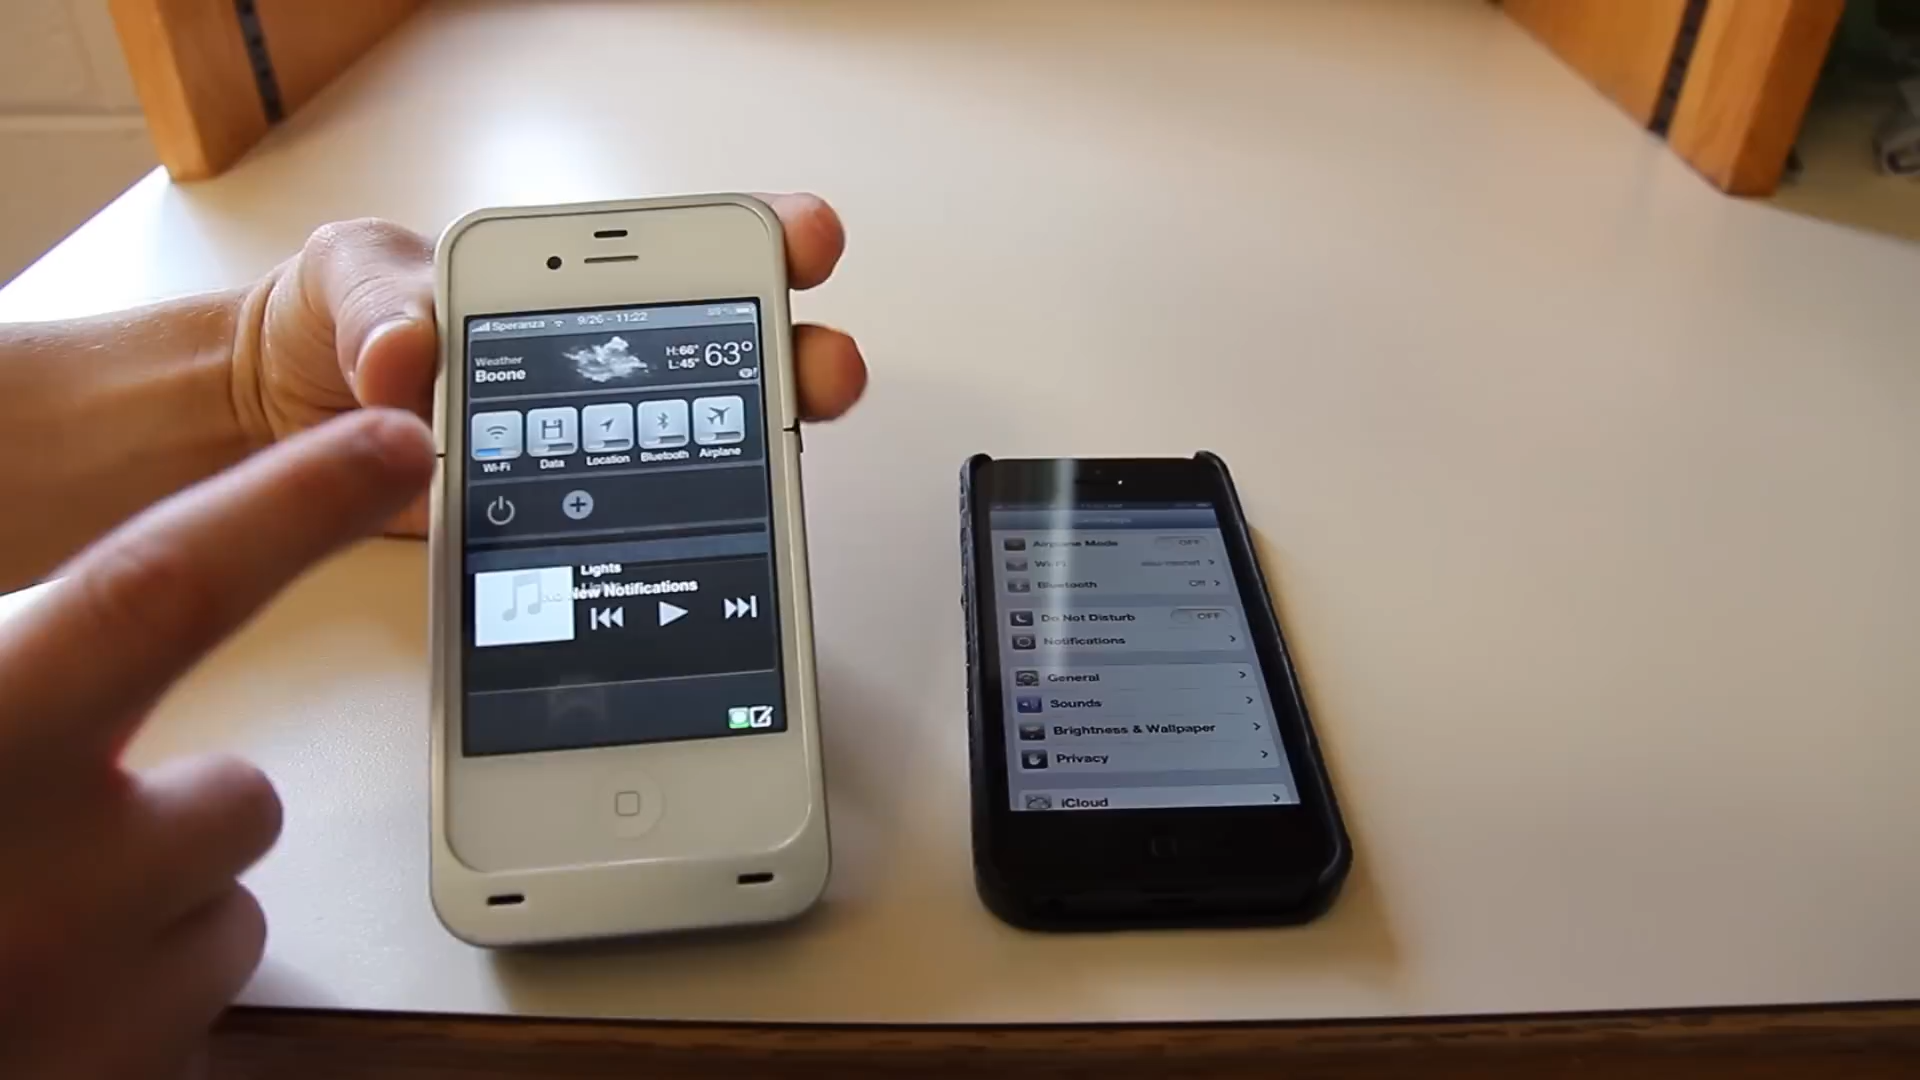 Speranza 9/26 - 11:22
Weather
Boone
H:66°
L:45°
63°
Wi-Fi Data Location Bluetooth Airplane
Lights
New Notifications
Airplane Mode OFF
Wi-Fi
Bluetooth Off
Do Not Disturb OFF
Notifications
General
Sounds
Brightness & Wallpaper
Privacy
iCloud